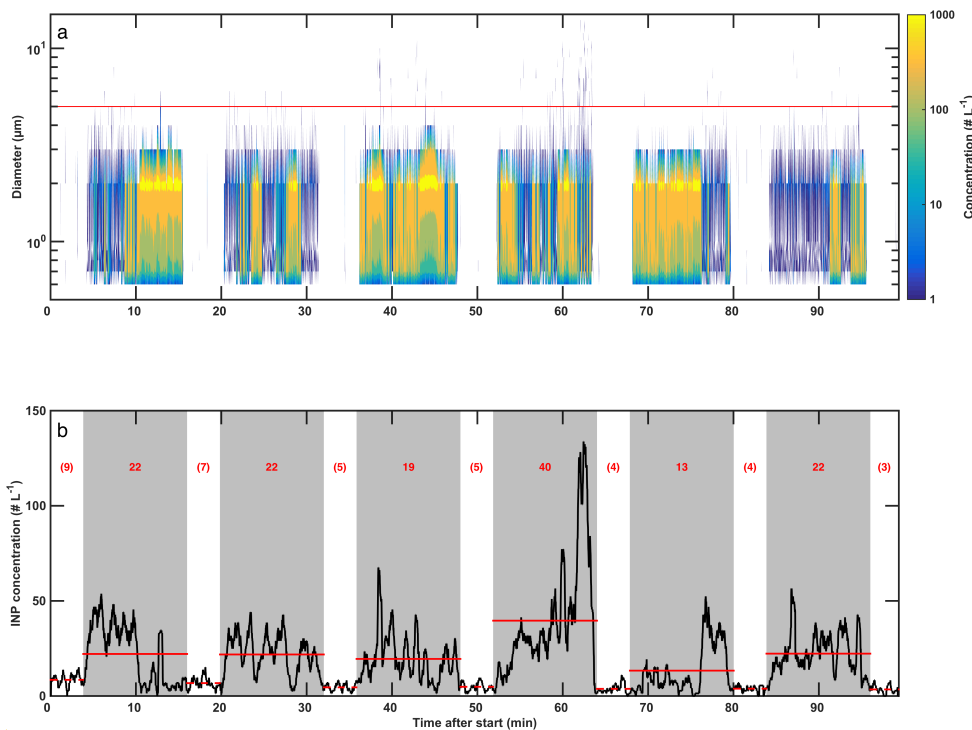 a
10^1
10^0
Diameter (µm)
0 10 20 30 40 50 60 70 80 90
1000
100
10
1
Concentration (# L^-1)
b
150
100
50
0
INP concentration (# L^-1)
(9) 22 (7) 22 (5) 19 (5) 40 (4) 13 (4) 22 (3)
0 10 20 30 40 50 60 70 80 90
Time after start (min)